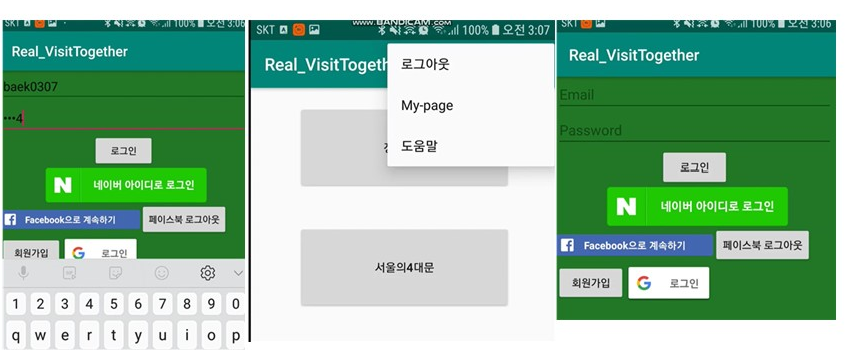 SKT 100% 오전 3:06
Real_VisitTogether
baek0307
•••4
로그인
N 네이버 아이디로 로그인
f Facebook으로 계속하기 페이스북 로그아웃
회원가입 G 로그인
1 2 3 4 5 6 7 8 9 0
q w e r t y u i o p
WWW.BANDICAM.COM
SKT 100% 오전 3:07
Real_VisitTogeth
로그아웃
My-page
도움말
서울의4대문
SKT 100% 오전 3:06
Real_VisitTogether
Email
Password
로그인
N 네이버 아이디로 로그인
f Facebook으로 계속하기 페이스북 로그아웃
회원가입 G 로그인